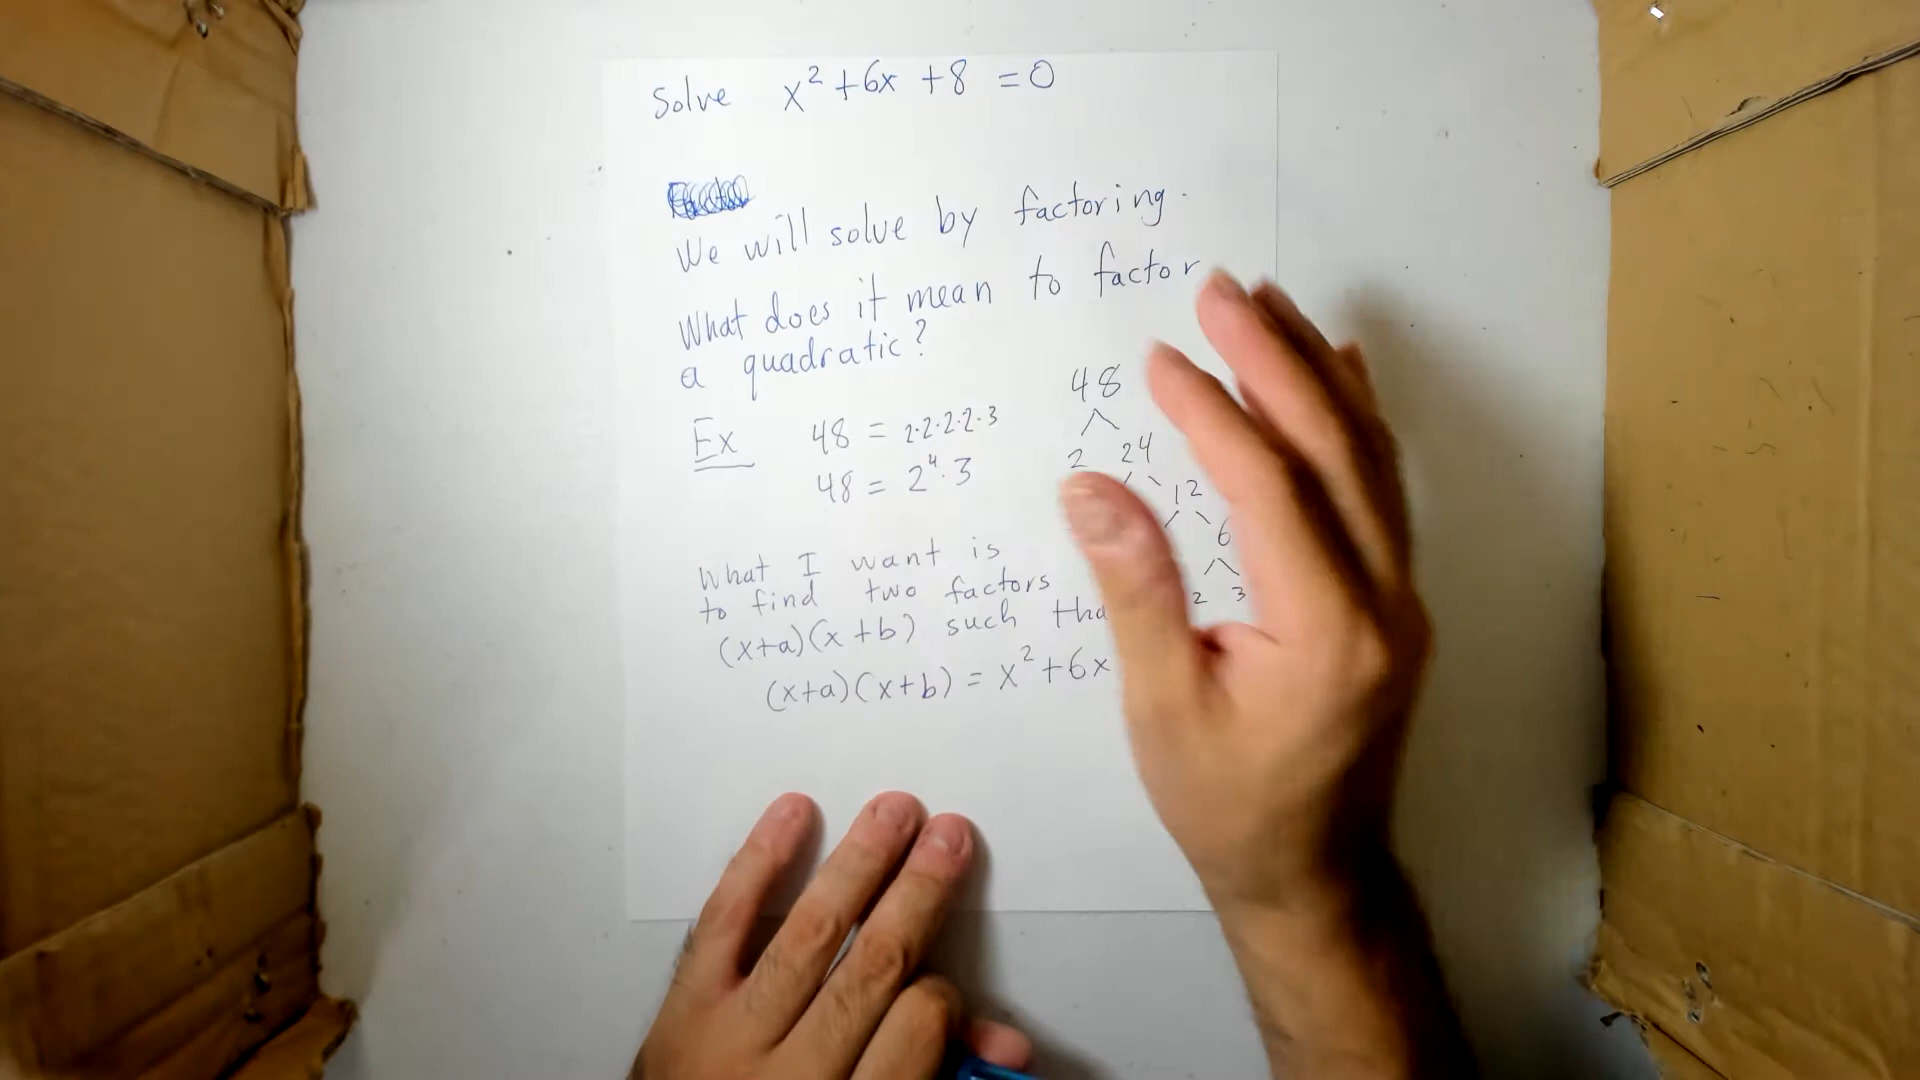 Solve x² + 6x + 8 = 0
We will solve by factoring.
What does it mean to factor
a quadratic?
Ex 48 = 2·2·2·2·3
48 = 2⁴·3
48
2 24
12
6
2 3
What I want is
to find two factors
(x+a)(x+b) such
(x+a)(x+b) = x² + 6x